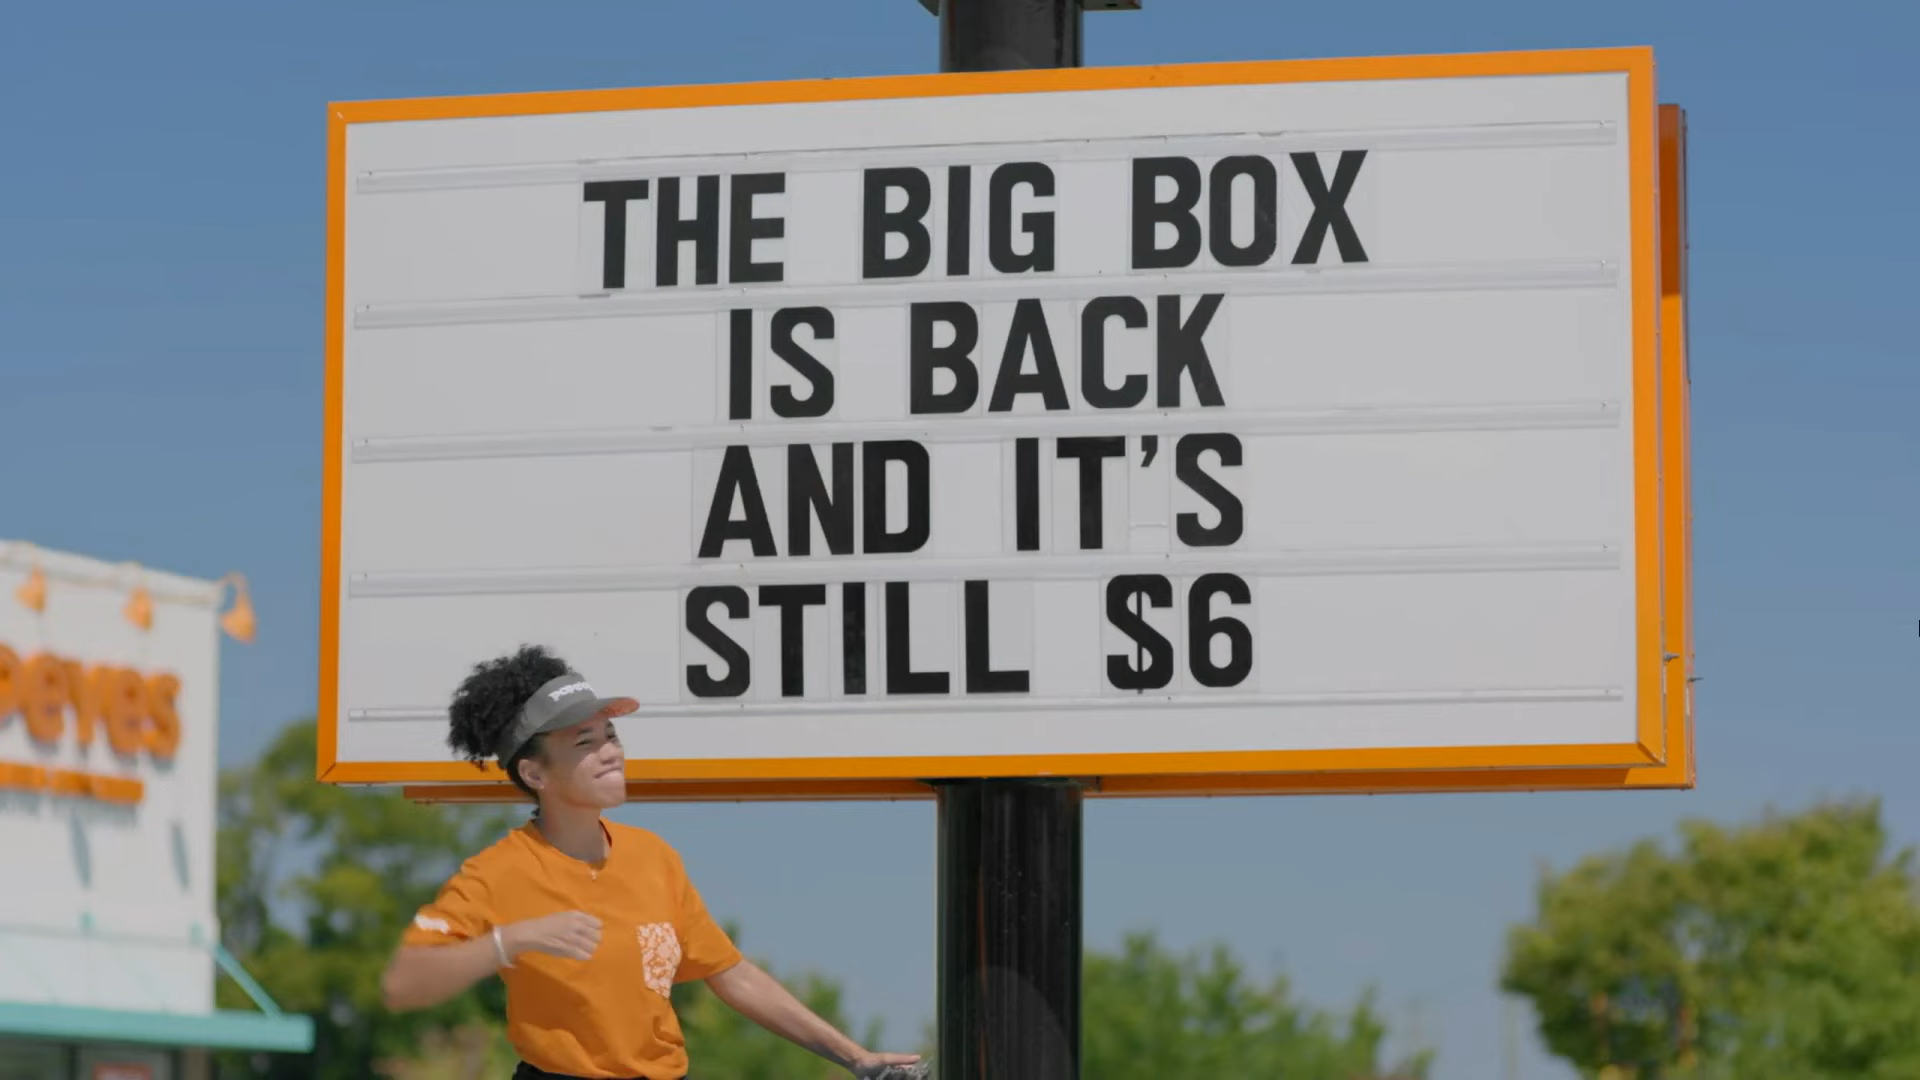 THE BIG BOX
IS BACK
AND IT'S
STILL $6